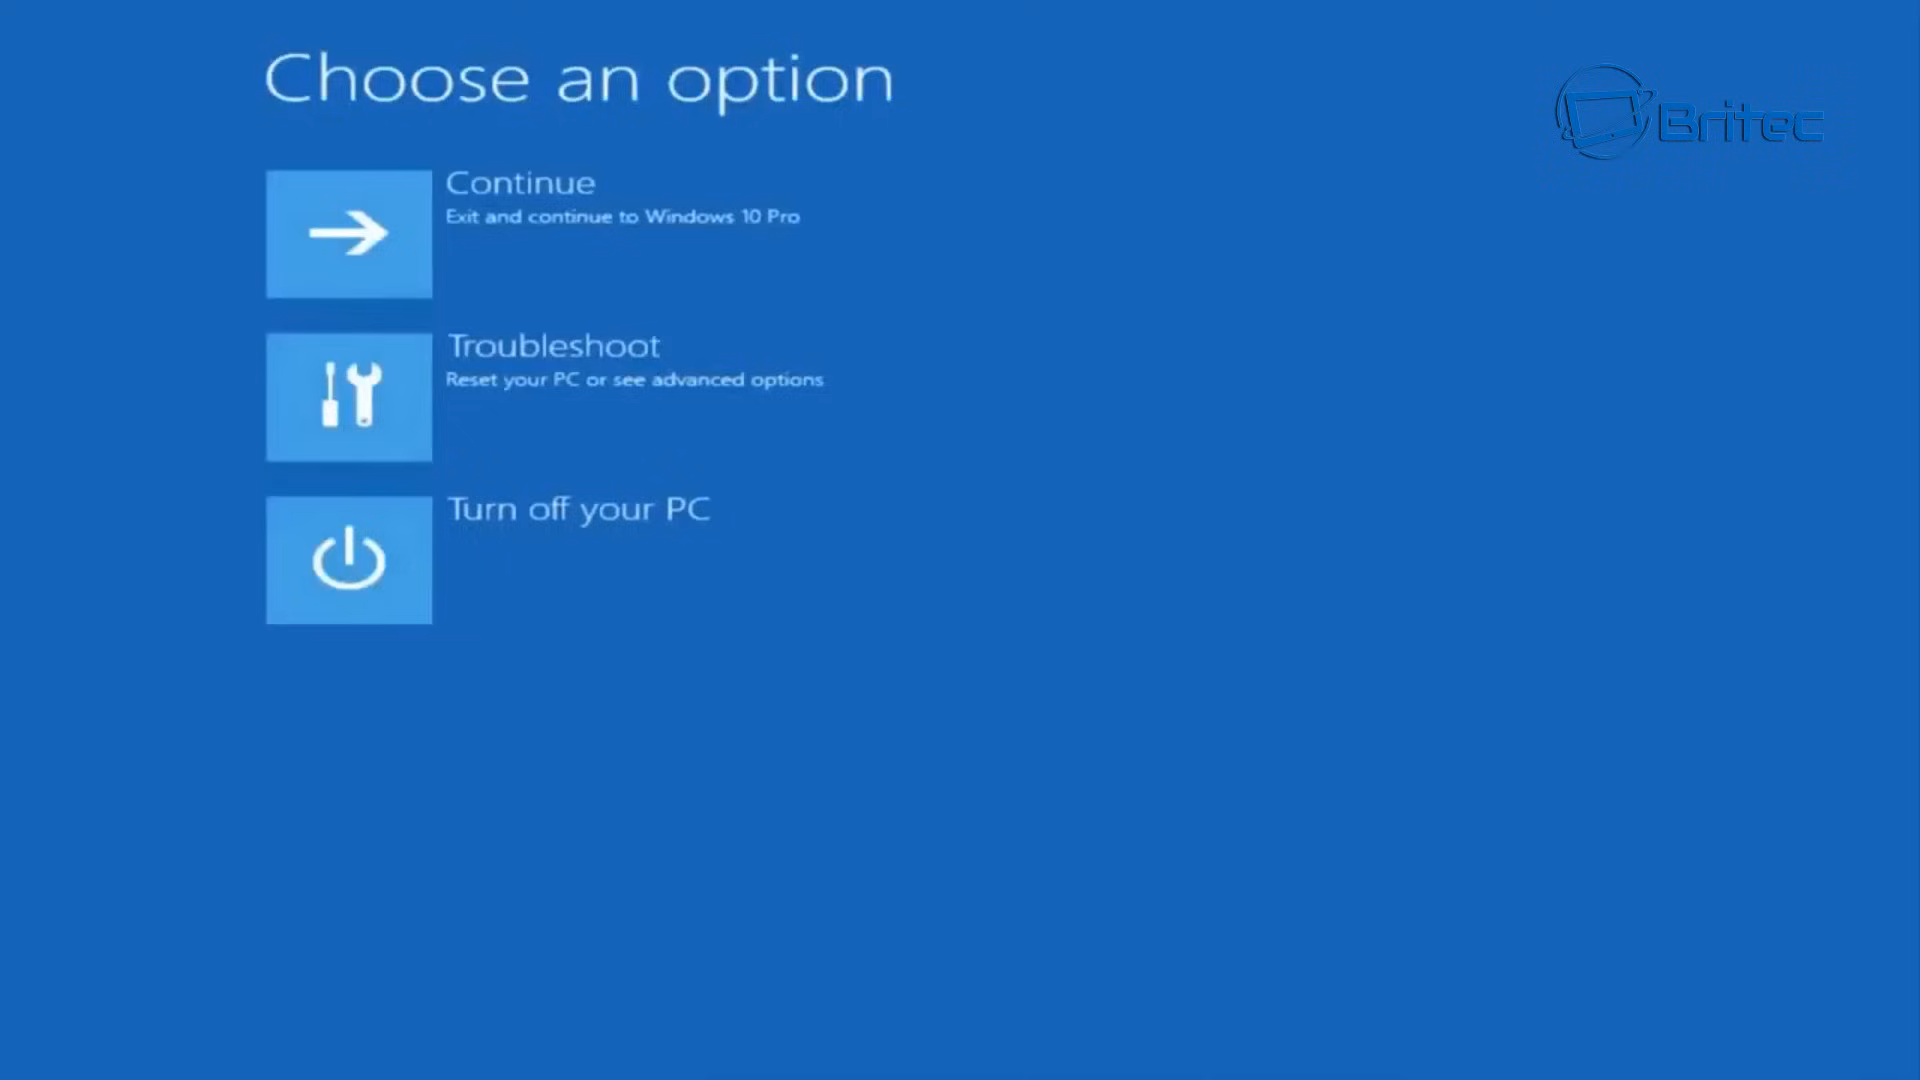 Choose an option
Britec
Continue
Exit and continue to Windows 10 Pro
Troubleshoot
Reset your PC or see advanced options
Turn off your PC